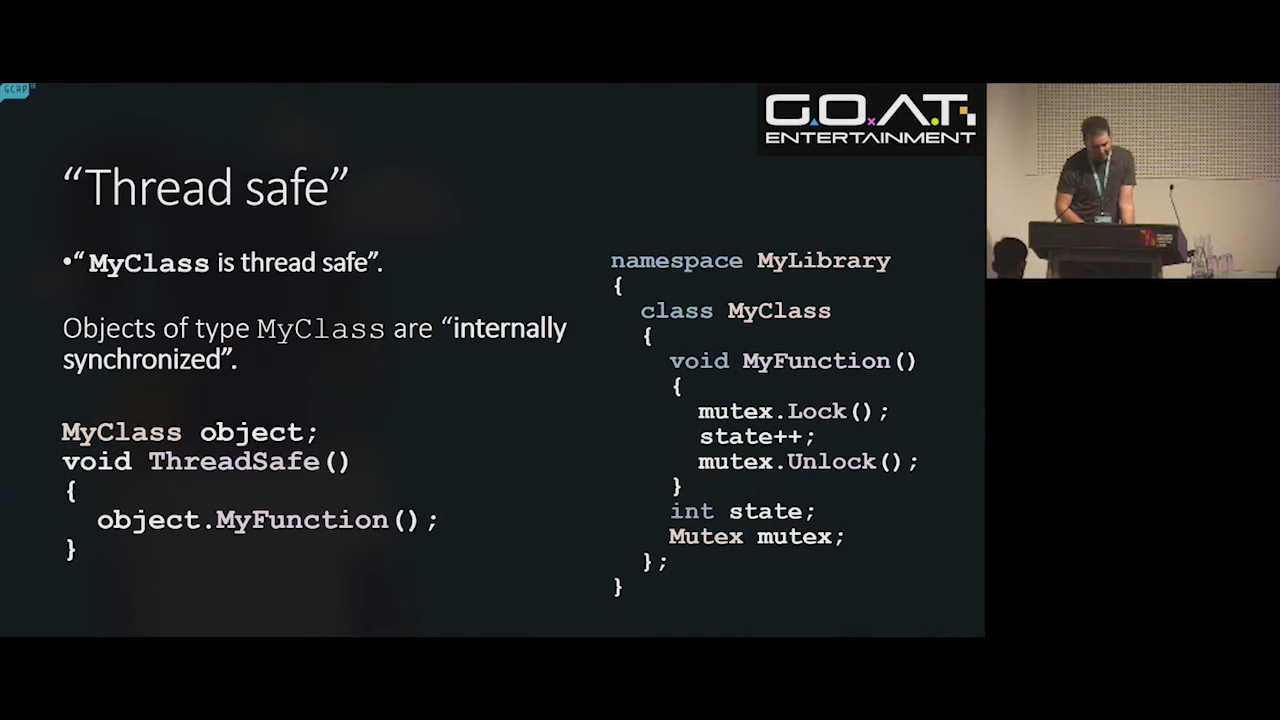 GCAP
G.O.A.T.
ENTERTAINMENT
“Thread safe”
•“MyClass is thread safe”.
Objects of type MyClass are “internally
synchronized”.
MyClass object;
void ThreadSafe()
{
object.MyFunction();
}
namespace MyLibrary
{
class MyClass
{
void MyFunction()
{
mutex.Lock();
state++;
mutex.Unlock();
}
int state;
Mutex mutex;
};
}